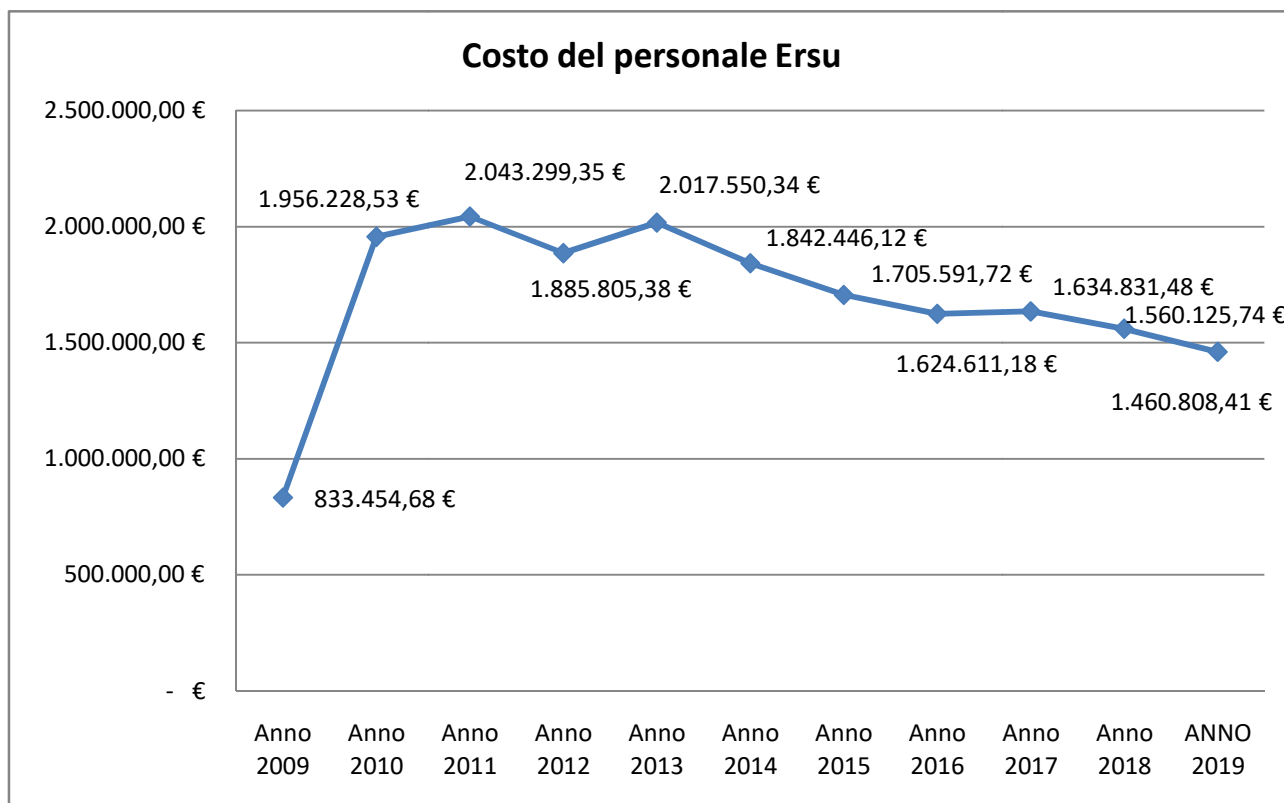 Costo del personale Ersu
2.500.000,00 €
2.000.000,00 €
1.500.000,00 €
1.000.000,00 €
500.000,00 €
- €
833.454,68 €
1.956.228,53 €
2.043.299,35 €
1.885.805,38 €
2.017.550,34 €
1.842.446,12 €
1.705.591,72 €
1.624.611,18 €
1.634.831,48 €
1.560.125,74 €
1.460.808,41 €
Anno
2009
Anno
2010
Anno
2011
Anno
2012
Anno
2013
Anno
2014
Anno
2015
Anno
2016
Anno
2017
Anno
2018
ANNO
2019